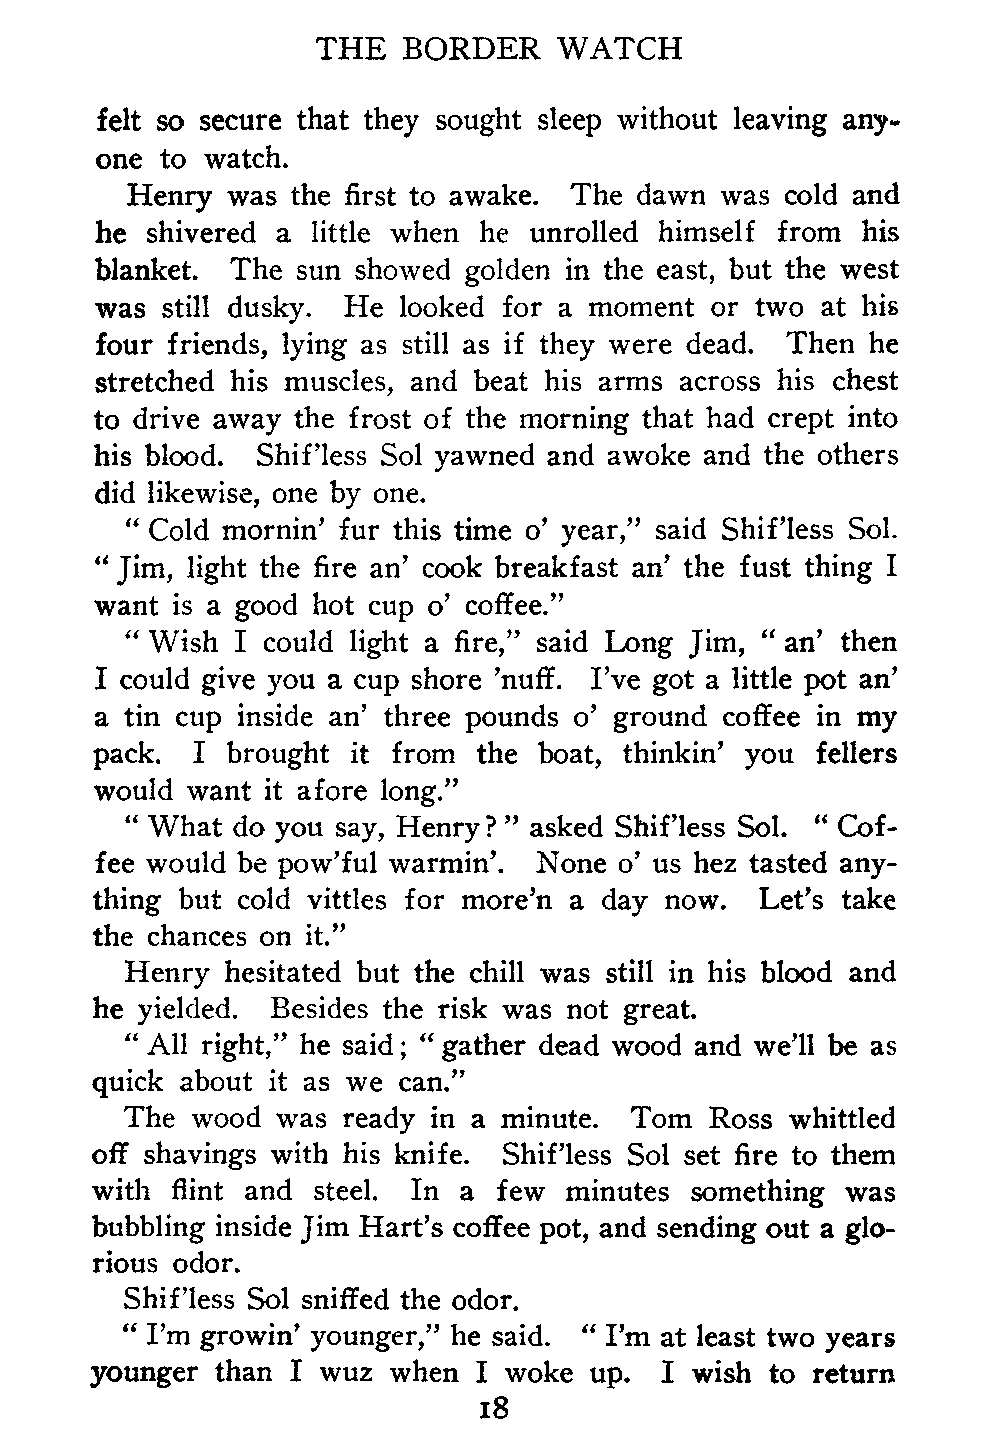 THE BORDER WATCH
felt so secure that they sought sleep without leaving any-
one to watch.
Henry was the first to awake. The dawn was cold and
he shivered a little when he unrolled himself from his
blanket. The sun showed golden in the east, but the west
was still dusky. He looked for a moment or two at his
four friends, lying as still as if they were dead. Then he
stretched his muscles, and beat his arms across his chest
to drive away the frost of the morning that had crept into
his blood. Shif'less Sol yawned and awoke and the others
did likewise, one by one.
" Cold mornin' fur this time o' year," said Shif'less Sol.
" Jim, light the fire an' cook breakfast an' the fust thing I
want is a good hot cup o' coffee."
" Wish I could light a fire," said Long Jim, " an' then
I could give you a cup shore 'nuff. I've got a little pot an'
a tin cup inside an' three pounds o' ground coffee in my
pack. I brought it from the boat, thinkin' you fellers
would want it afore long."
" What do you say, Henry? " asked Shif'less Sol. " Cof-
fee would be pow'ful warmin'. None o' us hez tasted any-
thing but cold vittles for more'n a day now. Let's take
the chances on it."
Henry hesitated but the chill was still in his blood and
he yielded. Besides the risk was not great.
" All right," he said; " gather dead wood and we'll be as
quick about it as we can."
The wood was ready in a minute. Tom Ross whittled
off shavings with his knife. Shif'less Sol set fire to them
with flint and steel. In a few minutes something was
bubbling inside Jim Hart's coffee pot, and sending out a glo-
rious odor.
Shif'less Sol sniffed the odor.
" I'm growin' younger," he said. " I'm at least two years
younger than I wuz when I woke up. I wish to return
18